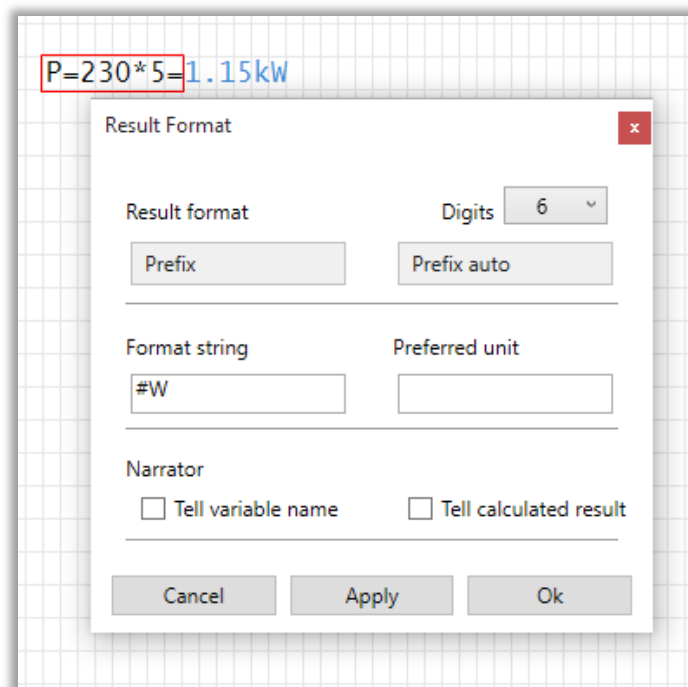 P=230*5=1.15kW
Result Format
x
Result format Digits 6
Prefix Prefix auto
Format string Preferred unit
#W
Narrator
Tell variable name Tell calculated result
Cancel Apply Ok